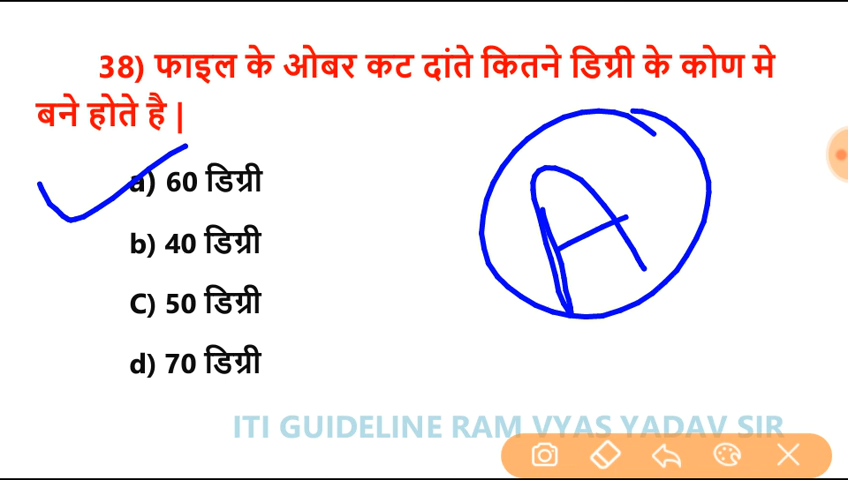 38) फाइल के ओबर कट दांते कितने डिग्री के कोण मे
बने होते है |
a) 60 डिग्री
b) 40 डिग्री
C) 50 डिग्री
d) 70 डिग्री
A
ITI GUIDELINE RAM VYAS YADAV SIR